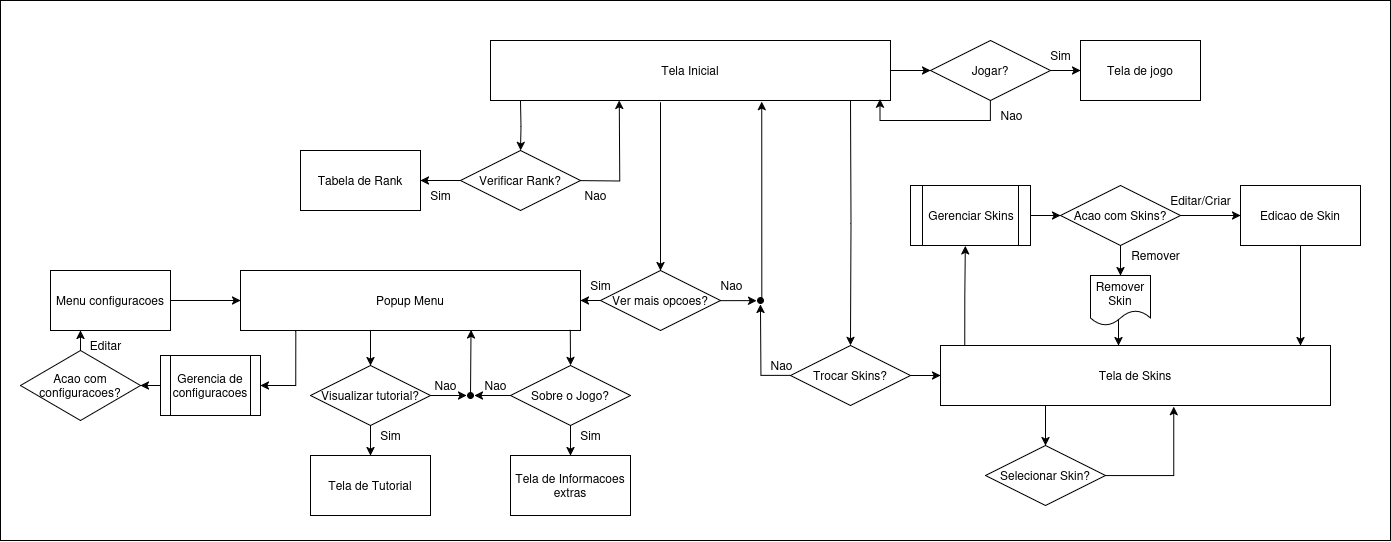 Tela Inicial
Jogar?
Sim
Tela de jogo
Nao
Tabela de Rank
Sim
Verificar Rank?
Nao
Gerenciar Skins
Acao com Skins?
Editar/Criar
Edicao de Skin
Remover
Remover
Skin
Menu configuracoes
Popup Menu
Sim
Ver mais opcoes?
Nao
Editar
Acao com
configuracoes?
Gerencia de
configuracoes
Visualizar tutorial?
Nao
Nao
Sobre o Jogo?
Nao
Trocar Skins?
Tela de Skins
Sim
Sim
Tela de Tutorial
Tela de Informacoes
extras
Selecionar Skin?